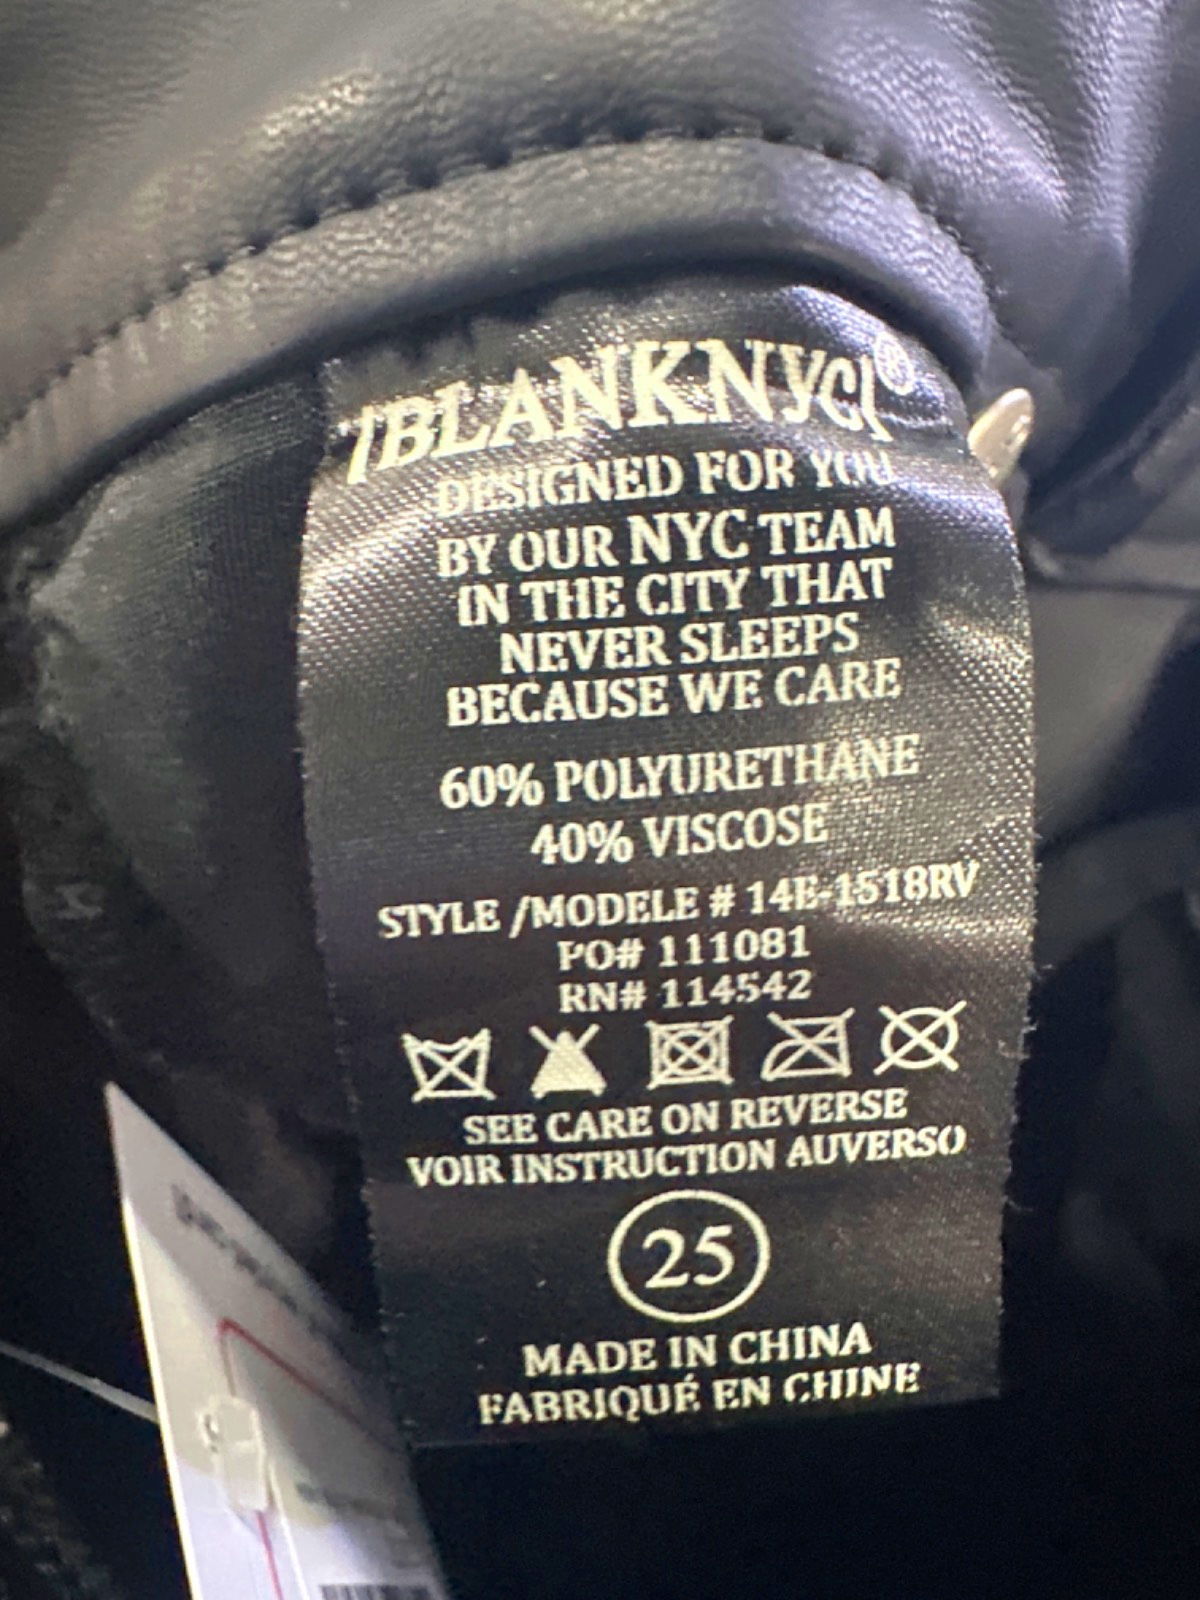 [BLANKNYC]®
DESIGNED FOR YOU
BY OUR NYC TEAM
IN THE CITY THAT
NEVER SLEEPS
BECAUSE WE CARE
60% POLYURETHANE
40% VISCOSE
STYLE /MODELE # 14E-1518RV
PO# 111081
RN# 114542
SEE CARE ON REVERSE
VOIR INSTRUCTION AUVERSO
25
MADE IN CHINA
FABRIQUÉ EN CHINE